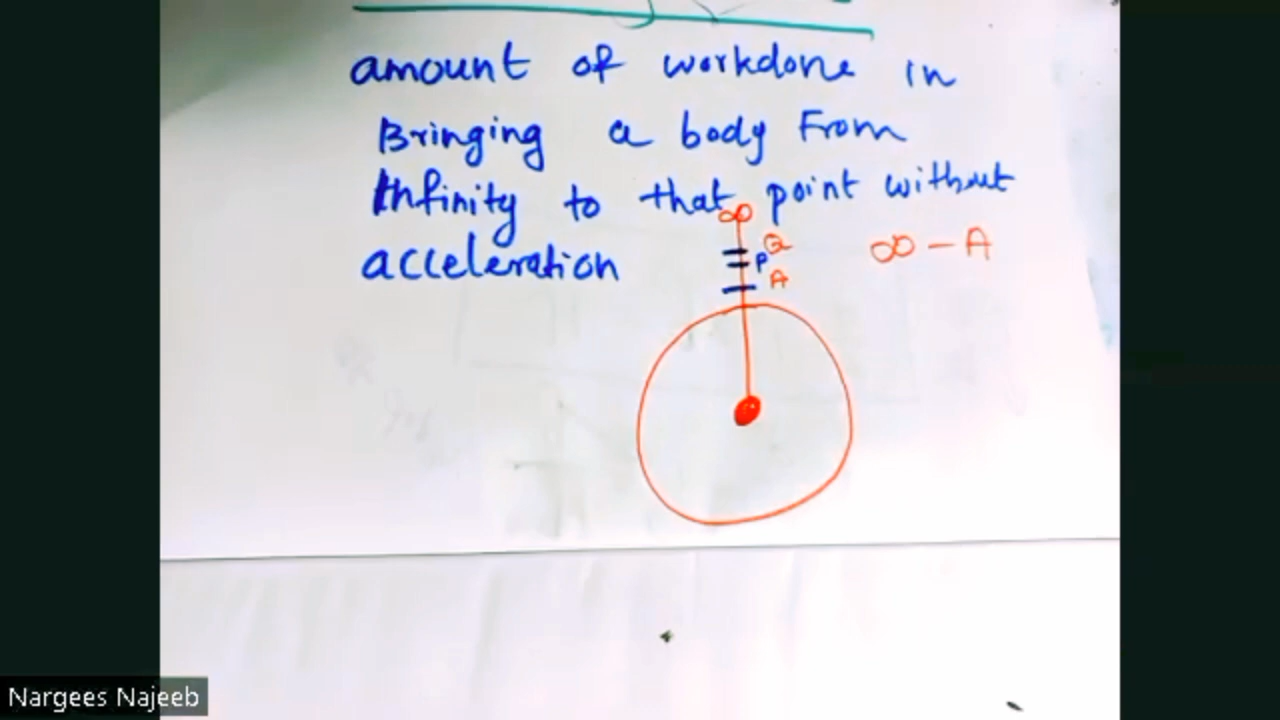 amount of workdone in
Bringing a body From
Infinity to that point without
acceleration
∞
Q
P
A
∞ - A
Nargees Najeeb